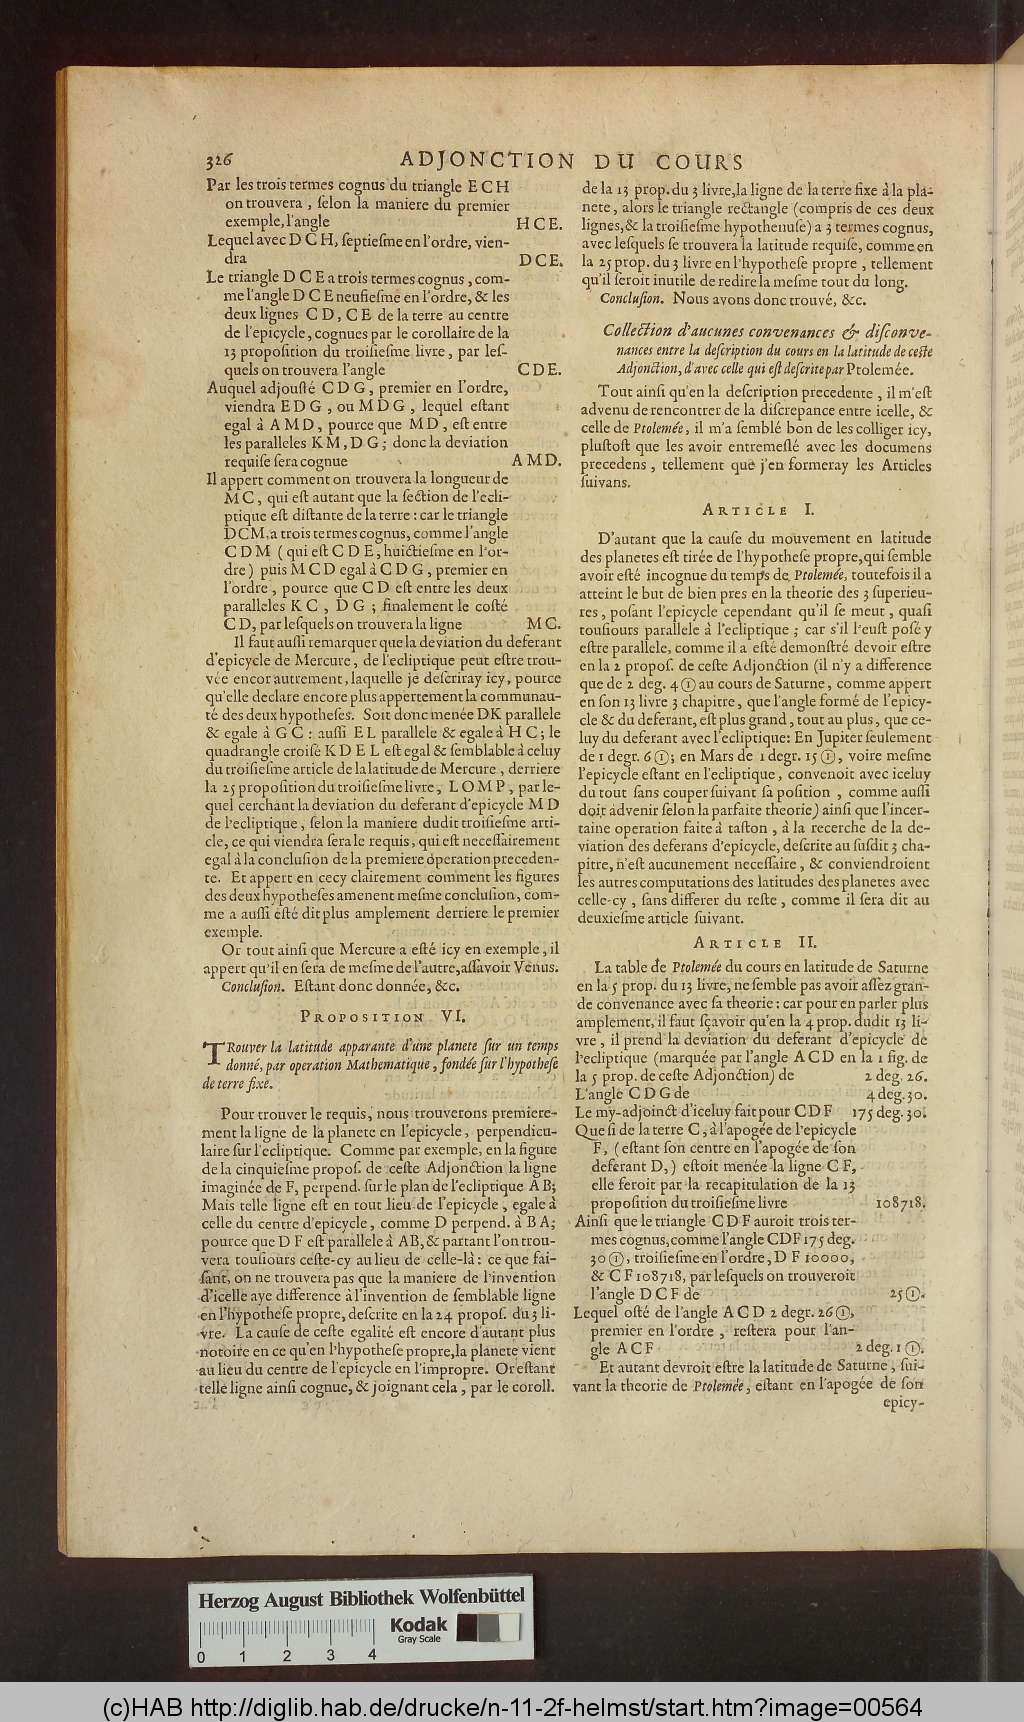 326
ADJONCTION DU COURS
Par les trois termes cognus du triangle E C H
on trouvera, ſelon la maniere du premier
exemple, l'angle H C E.
Lequel avec D C H, ſeptieſme en l'ordre, vien-
dra D C E.
Le triangle D C E a trois termes cognus, com-
me l'angle D C E neufieſme en l'ordre, & les
deux lignes C D, C E de la terre au centre
de l'epicycle, cognues par le corollaire de la
13 propoſition du troiſieſme livre, par leſ-
quels on trouvera l'angle C D E.
Auquel adjouſté C D G, premier en l'ordre,
viendra E D G, ou M D G, lequel eſtant
egal à A M D, pource que M D, eſt entre
les paralleles K M, D G; donc la deviation
requiſe ſera cognue A M D.
Il appert comment on trouvera la longueur de
M C, qui eſt autant que la ſection de l'ecli-
ptique eſt diſtante de la terre: car le triangle
D C M, a trois termes cognus, comme l'angle
C D M (qui eſt C D E, huictieſme en l'or-
dre) puis M C D egal à C D G, premier en
l'ordre, pource que C D eſt entre les deux
paralleles K C, D G; finalement le coſté
C D, par leſquels on trouvera la ligne M C.
Il faut auſſi remarquer que la deviation du deferant
d'epicycle de Mercure, de l'ecliptique peut eſtre trou-
vée encor autrement, laquelle je deſcriray icy, pource
qu'elle declare encore plus appertement la communau-
té des deux hypotheſes. Soit donc menée D K parallele
& egale à G C: auſſi E L parallele & egale à H C; le
quadrangle croiſé K D E L eſt egal & ſemblable à celuy
du troiſieſme article de la latitude de Mercure, derriere
la 25 propoſition du troiſieſme livre, L O M P, par le-
quel cerchant la deviation du deferant d'epicycle M D
de l'ecliptique, ſelon la maniere dudit troiſieſme arti-
cle, ce qui viendra ſera le requis, qui eſt neceſſairement
egal à la concluſion de la premiere operation preceden-
te. Et appert en cecy clairement comment les figures
des deux hypotheſes amenent meſme concluſion, com-
me a auſſi eſté dit plus amplement derriere le premier
exemple.
Or tout ainſi que Mercure a eſté icy en exemple, il
appert qu'il en ſera de meſme de l'autre, aſſavoir Venus.
Concluſion. Eſtant donc donnée, &c.
PROPOSITION VI.
TRouver la latitude apparante d'une planete ſur un temps
donné, par operation Mathematique, fondée ſur l'hypotheſe
de terre fixe.
Pour trouver le requis, nous trouverons premiere-
ment la ligne de la planete en l'epicycle, perpendicu-
laire ſur l'ecliptique. Comme par exemple, en la figure
de la cinquieſme propoſ. de ceſte Adjonction la ligne
imaginée de F, perpend. ſur le plan de l'ecliptique A B;
Mais telle ligne eſt en tout lieu de l'epicycle, egale à
celle du centre d'epicycle, comme D perpend. à B A;
pource que D F eſt parallele à A B, & partant l'on trou-
vera touſiours ceſte-cy au lieu de celle-là: ce que fai-
ſant, on ne trouvera pas que la maniere de l'invention
d'icelle aye difference à l'invention de ſemblable ligne
en l'hypotheſe propre, deſcrite en la 24 propoſ. du 3 li-
vre. La cauſe de ceſte egalité eſt encore d'autant plus
notoire en ce qu'en l'hypotheſe propre, la planete vient
au lieu du centre de l'epicycle en l'impropre. Or eſtant
telle ligne ainſi cognue, & joignant cela, par le coroll.
de la 13 prop. du 3 livre, la ligne de la terre fixe à la pla-
nete, alors le triangle rectangle (compris de ces deux
lignes, & la troiſieſme hypothenuſe) a 3 termes cognus,
avec leſquels ſe trouvera la latitude requiſe, comme en
la 25 prop. du 3 livre en l'hypotheſe propre, tellement
qu'il ſeroit inutile de redire la meſme tout du long.
Concluſion. Nous avons donc trouvé, &c.
Collection d'aucunes convenances & diſconve-
nances entre la deſcription du cours en la latitude de ceſte
Adjonction, d'avec celle qui eſt deſcrite par Ptolemée.
Tout ainſi qu'en la deſcription precedente, il m'eſt
advenu de rencontrer de la diſcrepance entre icelle, &
celle de Ptolemée, il m'a ſemblé bon de les colliger icy,
pluſtoſt que les avoir entremeſlé avec les documens
precedens, tellement que j'en formeray les Articles
ſuivans.
ARTICLE I.
D'autant que la cauſe du mouvement en latitude
des planetes eſt tirée de l'hypotheſe propre, qui ſemble
avoir eſté incognue du temps de Ptolemée, toutefois il a
atteint le but de bien pres en la theorie des 3 ſuperieu-
res, poſant l'epicycle cependant qu'il ſe meut, quaſi
touſiours parallele à l'ecliptique; car s'il l'euſt poſé y
eſtre parallele, comme il a eſté demonſtré devoir eſtre
en la 2 propoſ. de ceſte Adjonction (il n'y a difference
que de 2 deg. 4 ① au cours de Saturne, comme appert
en ſon 13 livre 3 chapitre, que l'angle formé de l'epicy-
cle & du deferant, eſt plus grand, tout au plus, que ce-
luy du deferant avec l'ecliptique: En Jupiter ſeulement
de 1 degr. 6 ①; en Mars de 1 degr. 15 ①, voire meſme
l'epicycle eſtant en l'ecliptique, convenoit avec iceluy
du tout ſans couper ſuivant ſa poſition, comme auſſi
doit advenir ſelon la parfaite theorie) ainſi que l'incer-
taine operation faite à taſton, à la recerche de la de-
viation des deferans d'epicycle, deſcrite au ſuſdit 3 cha-
pitre, n'eſt aucunement neceſſaire, & conviendroient
les autres computations des latitudes des planetes avec
celle-cy, ſans differer du reſte, comme il ſera dit au
deuxieſme article ſuivant.
ARTICLE II.
La table de Ptolemée du cours en latitude de Saturne
en la 5 prop. du 13 livre, ne ſemble pas avoir aſſez gran-
de convenance avec ſa theorie: car pour en parler plus
amplement, il faut ſçavoir qu'en la 4 prop. dudit 13 li-
vre, il prend la deviation du deferant d'epicycle de
l'ecliptique (marquée par l'angle A C D en la 1 fig. de
la 5 prop. de ceſte Adjonction) de 2 deg. 26.
L'angle C D G de 4 deg. 30.
Le my-adjoinct d'iceluy fait pour C D F 175 deg. 30.
Que ſi de la terre C, à l'apogée de l'epicycle
F, (eſtant ſon centre en l'apogée de ſon
deferant D,) eſtoit menée la ligne C F,
elle ſeroit par la recapitulation de la 13
propoſition du troiſieſme livre 108718.
Ainſi que le triangle C D F auroit trois ter-
mes cognus, comme l'angle CDF 175 deg.
30 ①, troiſieſme en l'ordre, D F 10000,
& C F 108718, par leſquels on trouveroit
l'angle D C F de 25 ①.
Lequel oſté de l'angle A C D 2 degr. 26 ①,
premier en l'ordre, reſtera pour l'an-
gle A C F 2 deg. 1 ①.
Et autant devroit eſtre la latitude de Saturne, ſui-
vant la theorie de Ptolemée, eſtant en l'apogée de ſon
epicy-
Herzog August Bibliothek Wolfenbüttel
Kodak
Gray Scale
0 1 2 3 4
(c)HAB http://diglib.hab.de/drucke/n-11-2f-helmst/start.htm?image=00564